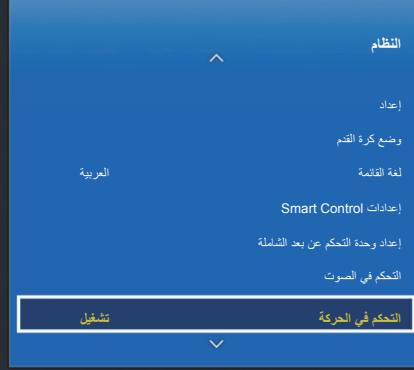 النظام
إعداد
وضع كرة القدم
لغة القائمة العربية
إعدادات Smart Control
إعداد وحدة التحكم عن بعد الشاملة
التحكم في الصوت
التحكم في الحركة تشغيل